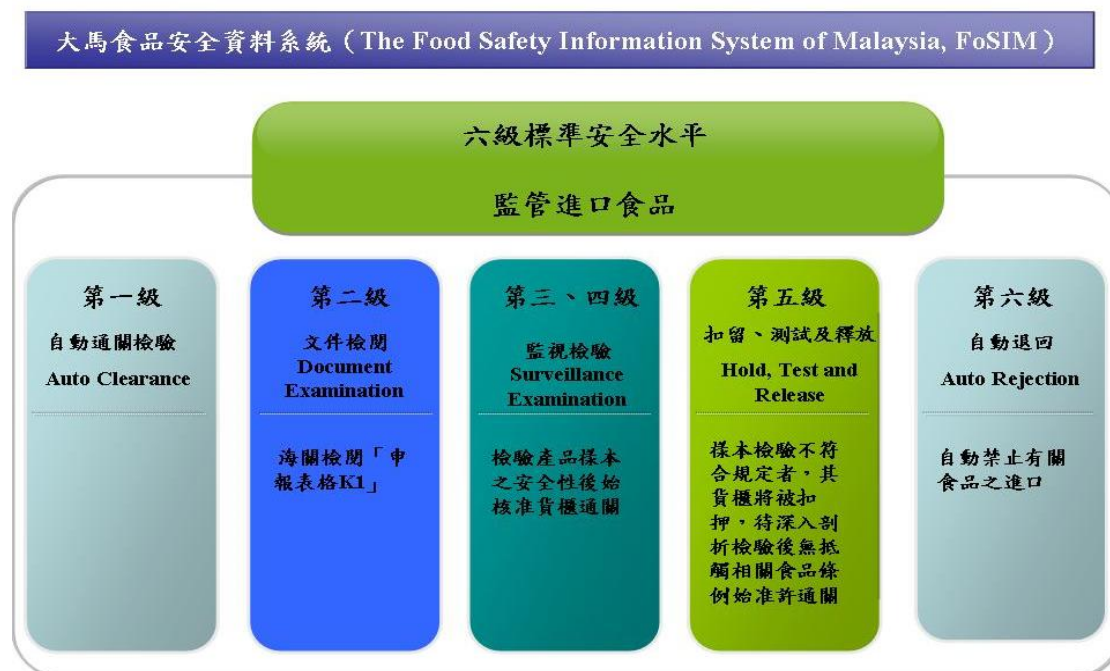 大馬食品安全資料系統（The Food Safety Information System of Malaysia, FoSIM）
六級標準安全水平
監管進口食品
第一級
自動通關檢驗
Auto Clearance
第二級
文件檢閱
Document
Examination
海關檢閱「申
報表格K1」
第三、四級
監視檢驗
Surveillance
Examination
檢驗產品樣本
之安全性後始
核准貨櫃通關
第五級
扣留、測試及釋放
Hold, Test and
Release
樣本檢驗不符
合規定者，其
貨櫃將被扣
押，待深入剖
析檢驗後無抵
觸相關食品條
例始准許通關
第六級
自動退回
Auto Rejection
自動禁止有關
食品之進口